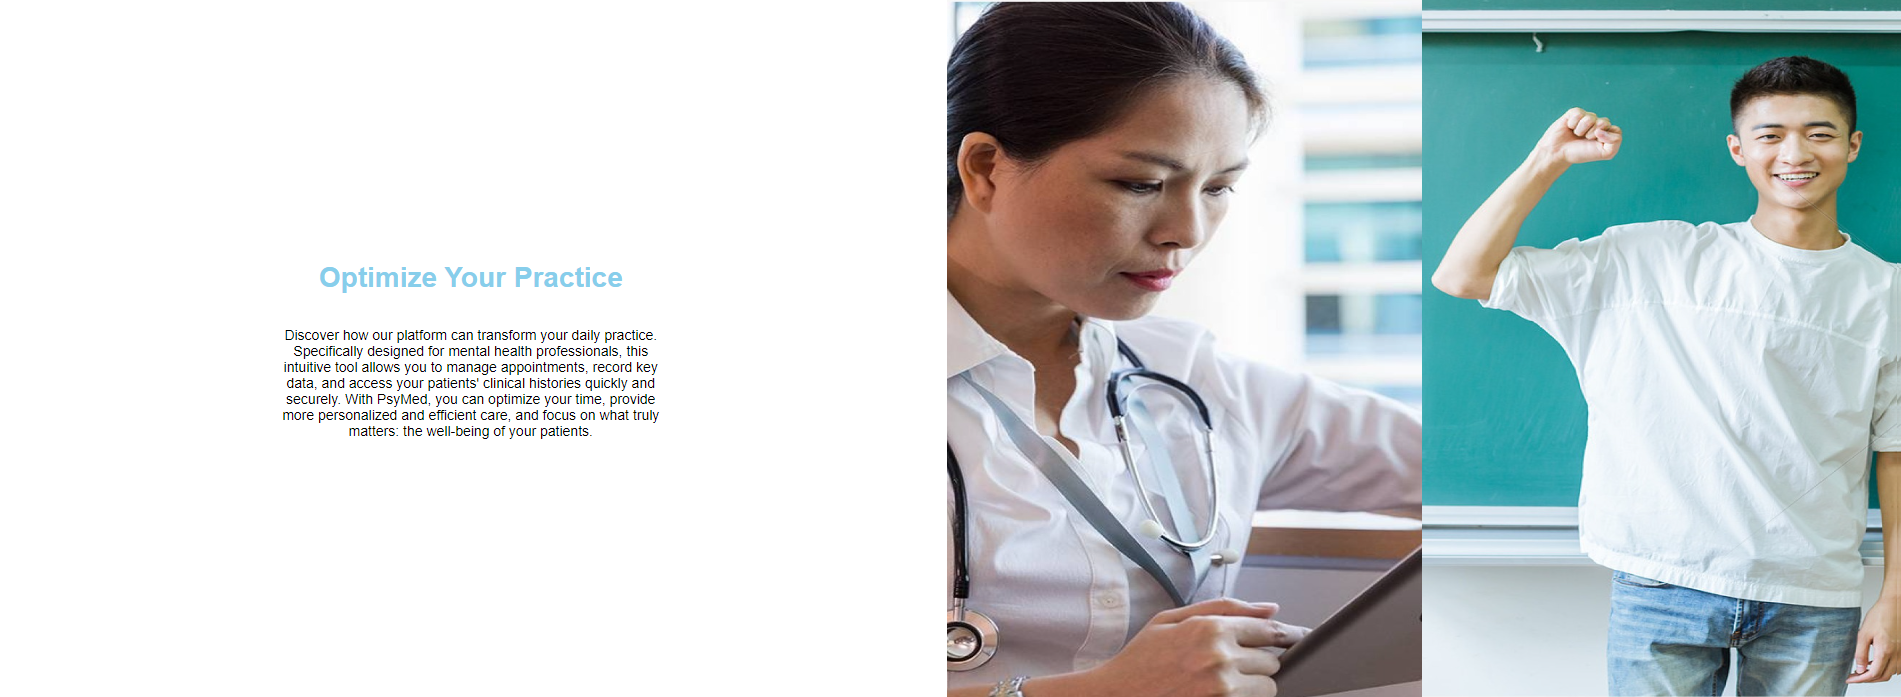 Optimize Your Practice
Discover how our platform can transform your daily practice.
Specifically designed for mental health professionals, this
intuitive tool allows you to manage appointments, record key
data, and access your patients' clinical histories quickly and
securely. With PsyMed, you can optimize your time, provide
more personalized and efficient care, and focus on what truly
matters: the well-being of your patients.